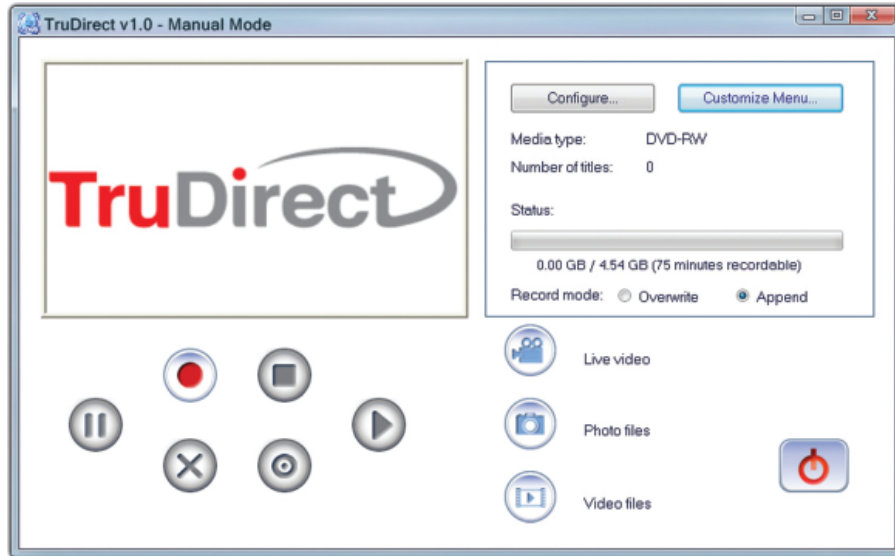 TruDirect v1.0 - Manual Mode
TruDirect
Configure... Customize Menu...
Media type: DVD-RW
Number of titles: 0
Status:
0.00 GB / 4.54 GB (75 minutes recordable)
Record mode: Overwrite Append
Live video
Photo files
Video files